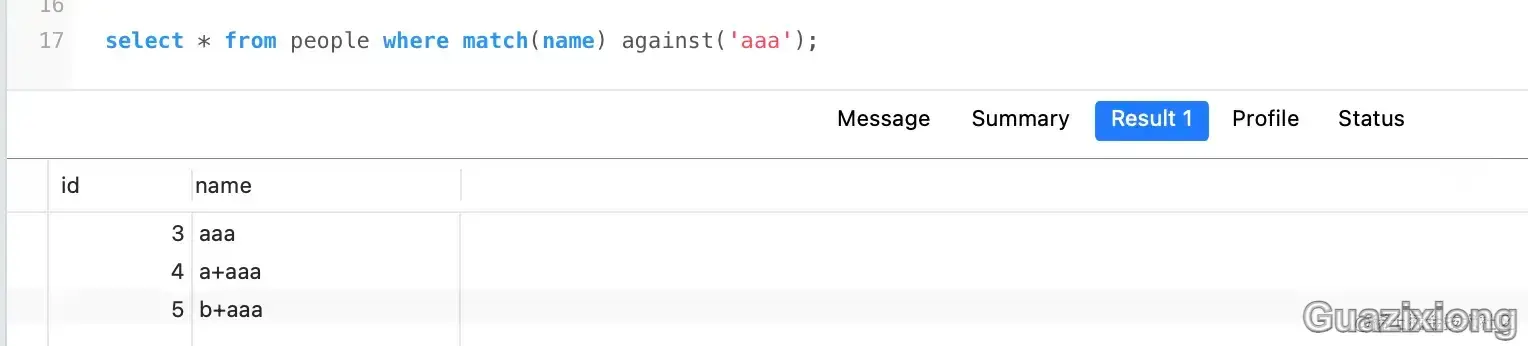 16
17 select * from people where match(name) against('aaa');
Message Summary Result 1 Profile Status
id name
3 aaa
4 a+aaa
5 b+aaa
Guazixiong